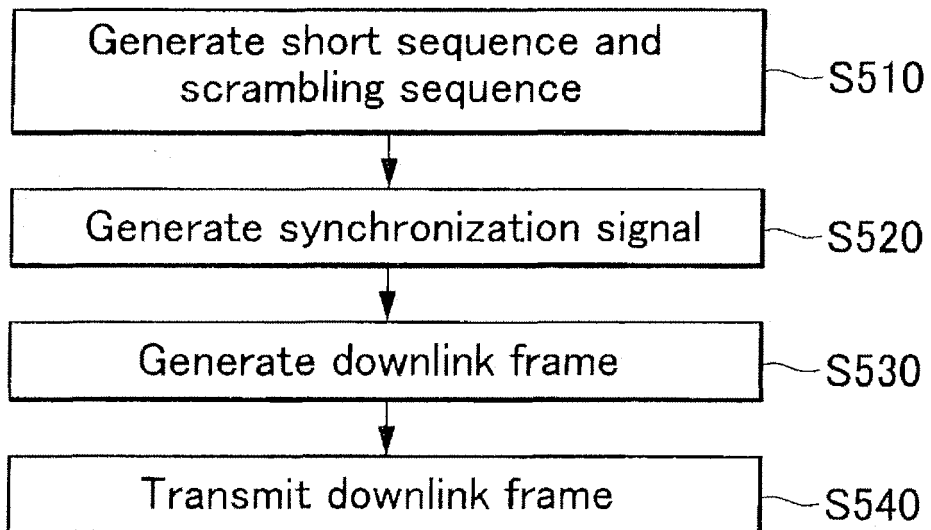 Generate short sequence and
scrambling sequence
S510
Generate synchronization signal
S520
Generate downlink frame
S530
Transmit downlink frame
S540